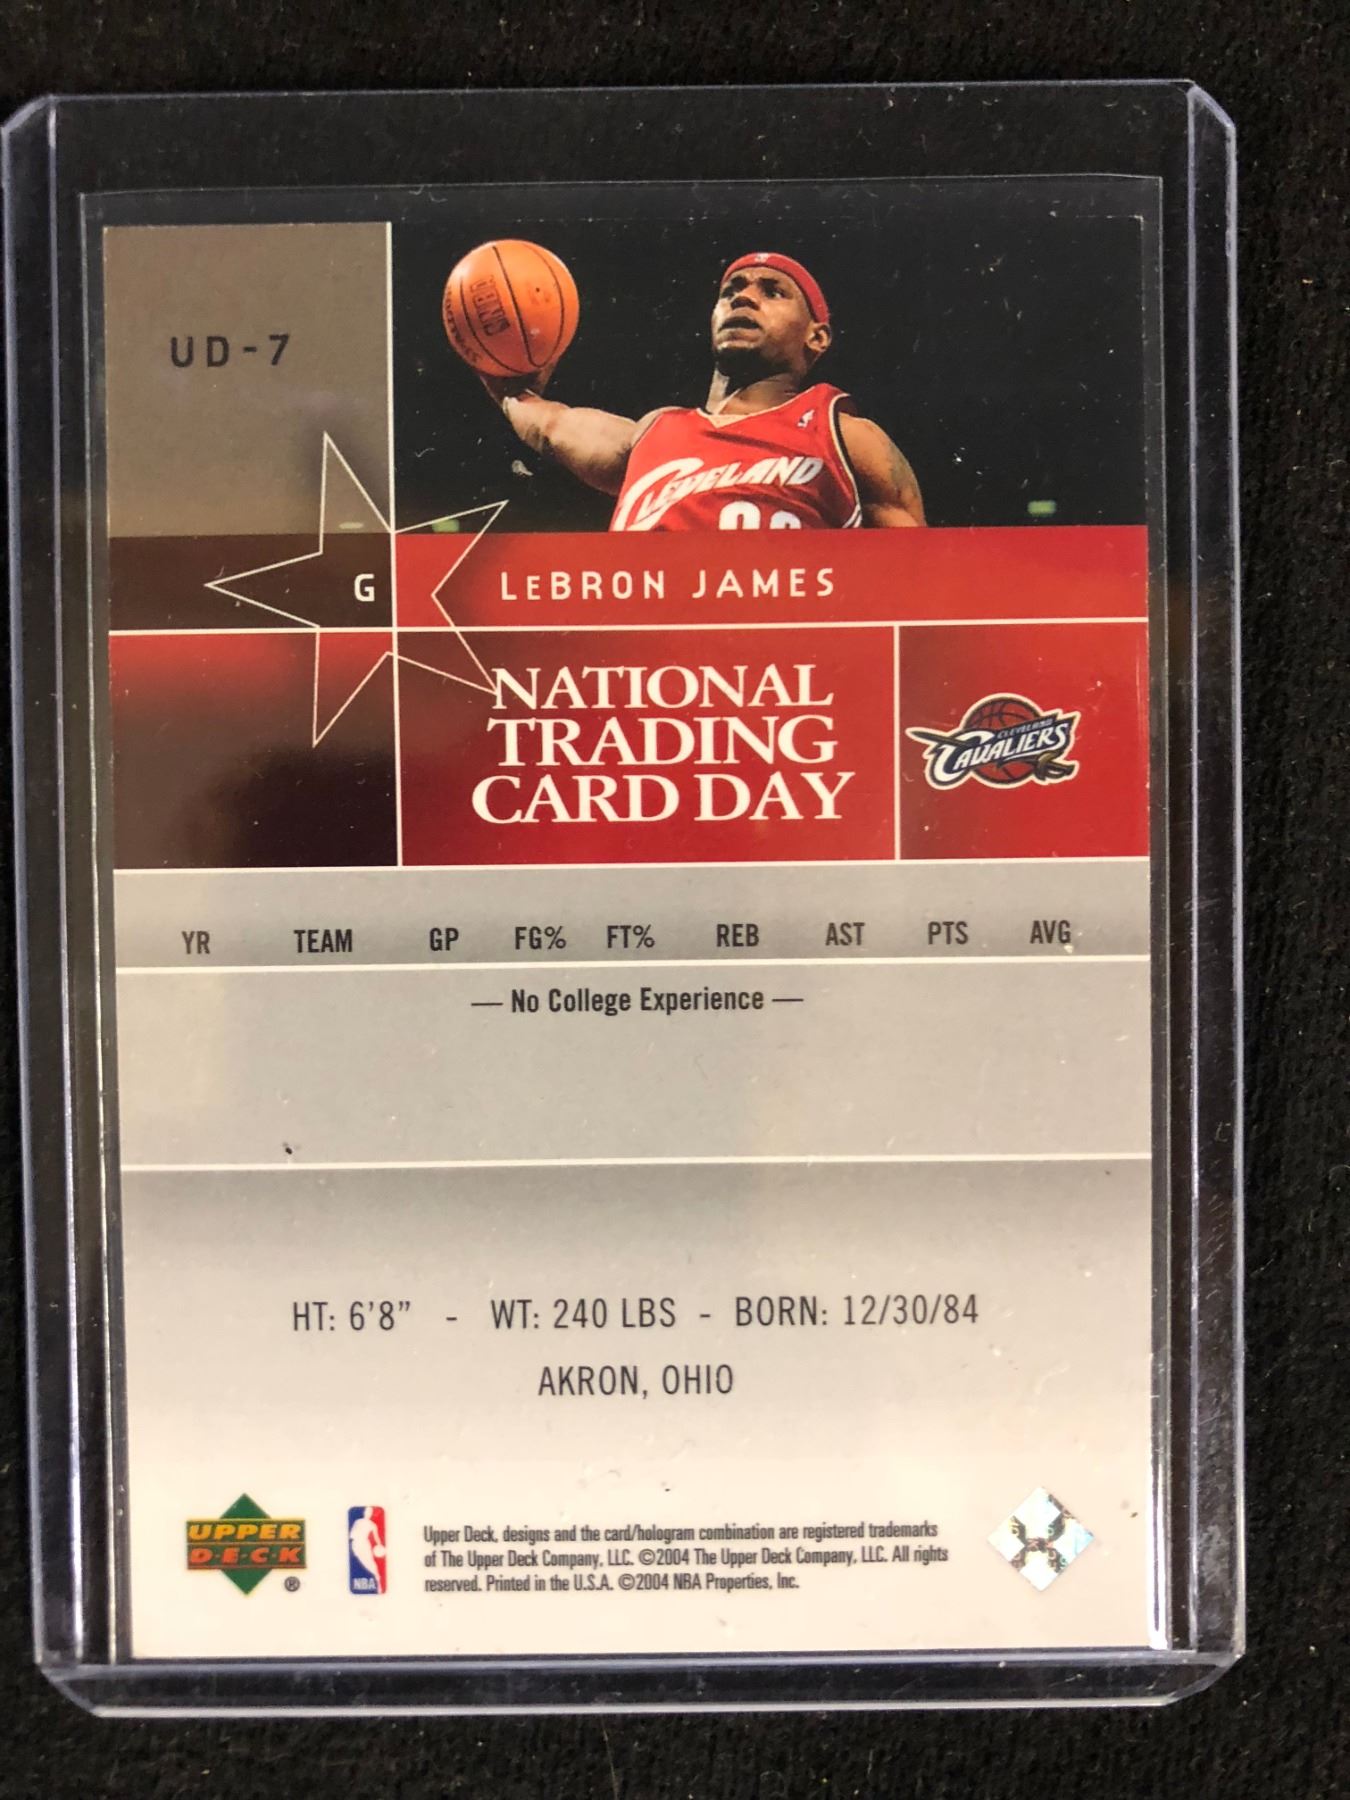 UD-7
CLEVELAND
G LEBRON JAMES
NATIONAL
TRADING
CARD DAY
CLEVELAND
CAVALIERS
YR TEAM GP FG% FT% REB AST PTS AVG
— No College Experience —
HT: 6'8” - WT: 240 LBS - BORN: 12/30/84
AKRON, OHIO
UPPER
D·E·C·K
®
NBA
Upper Deck, designs and the card/hologram combination are registered trademarks
of The Upper Deck Company, LLC. ©2004 The Upper Deck Company, LLC. All rights
reserved. Printed in the U.S.A. ©2004 NBA Properties, Inc.